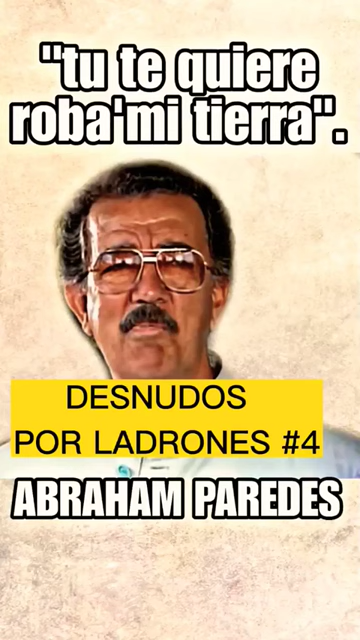 "tu te quiere
roba'mi tierra".
DESNUDOS
POR LADRONES #4
ABRAHAM PAREDES